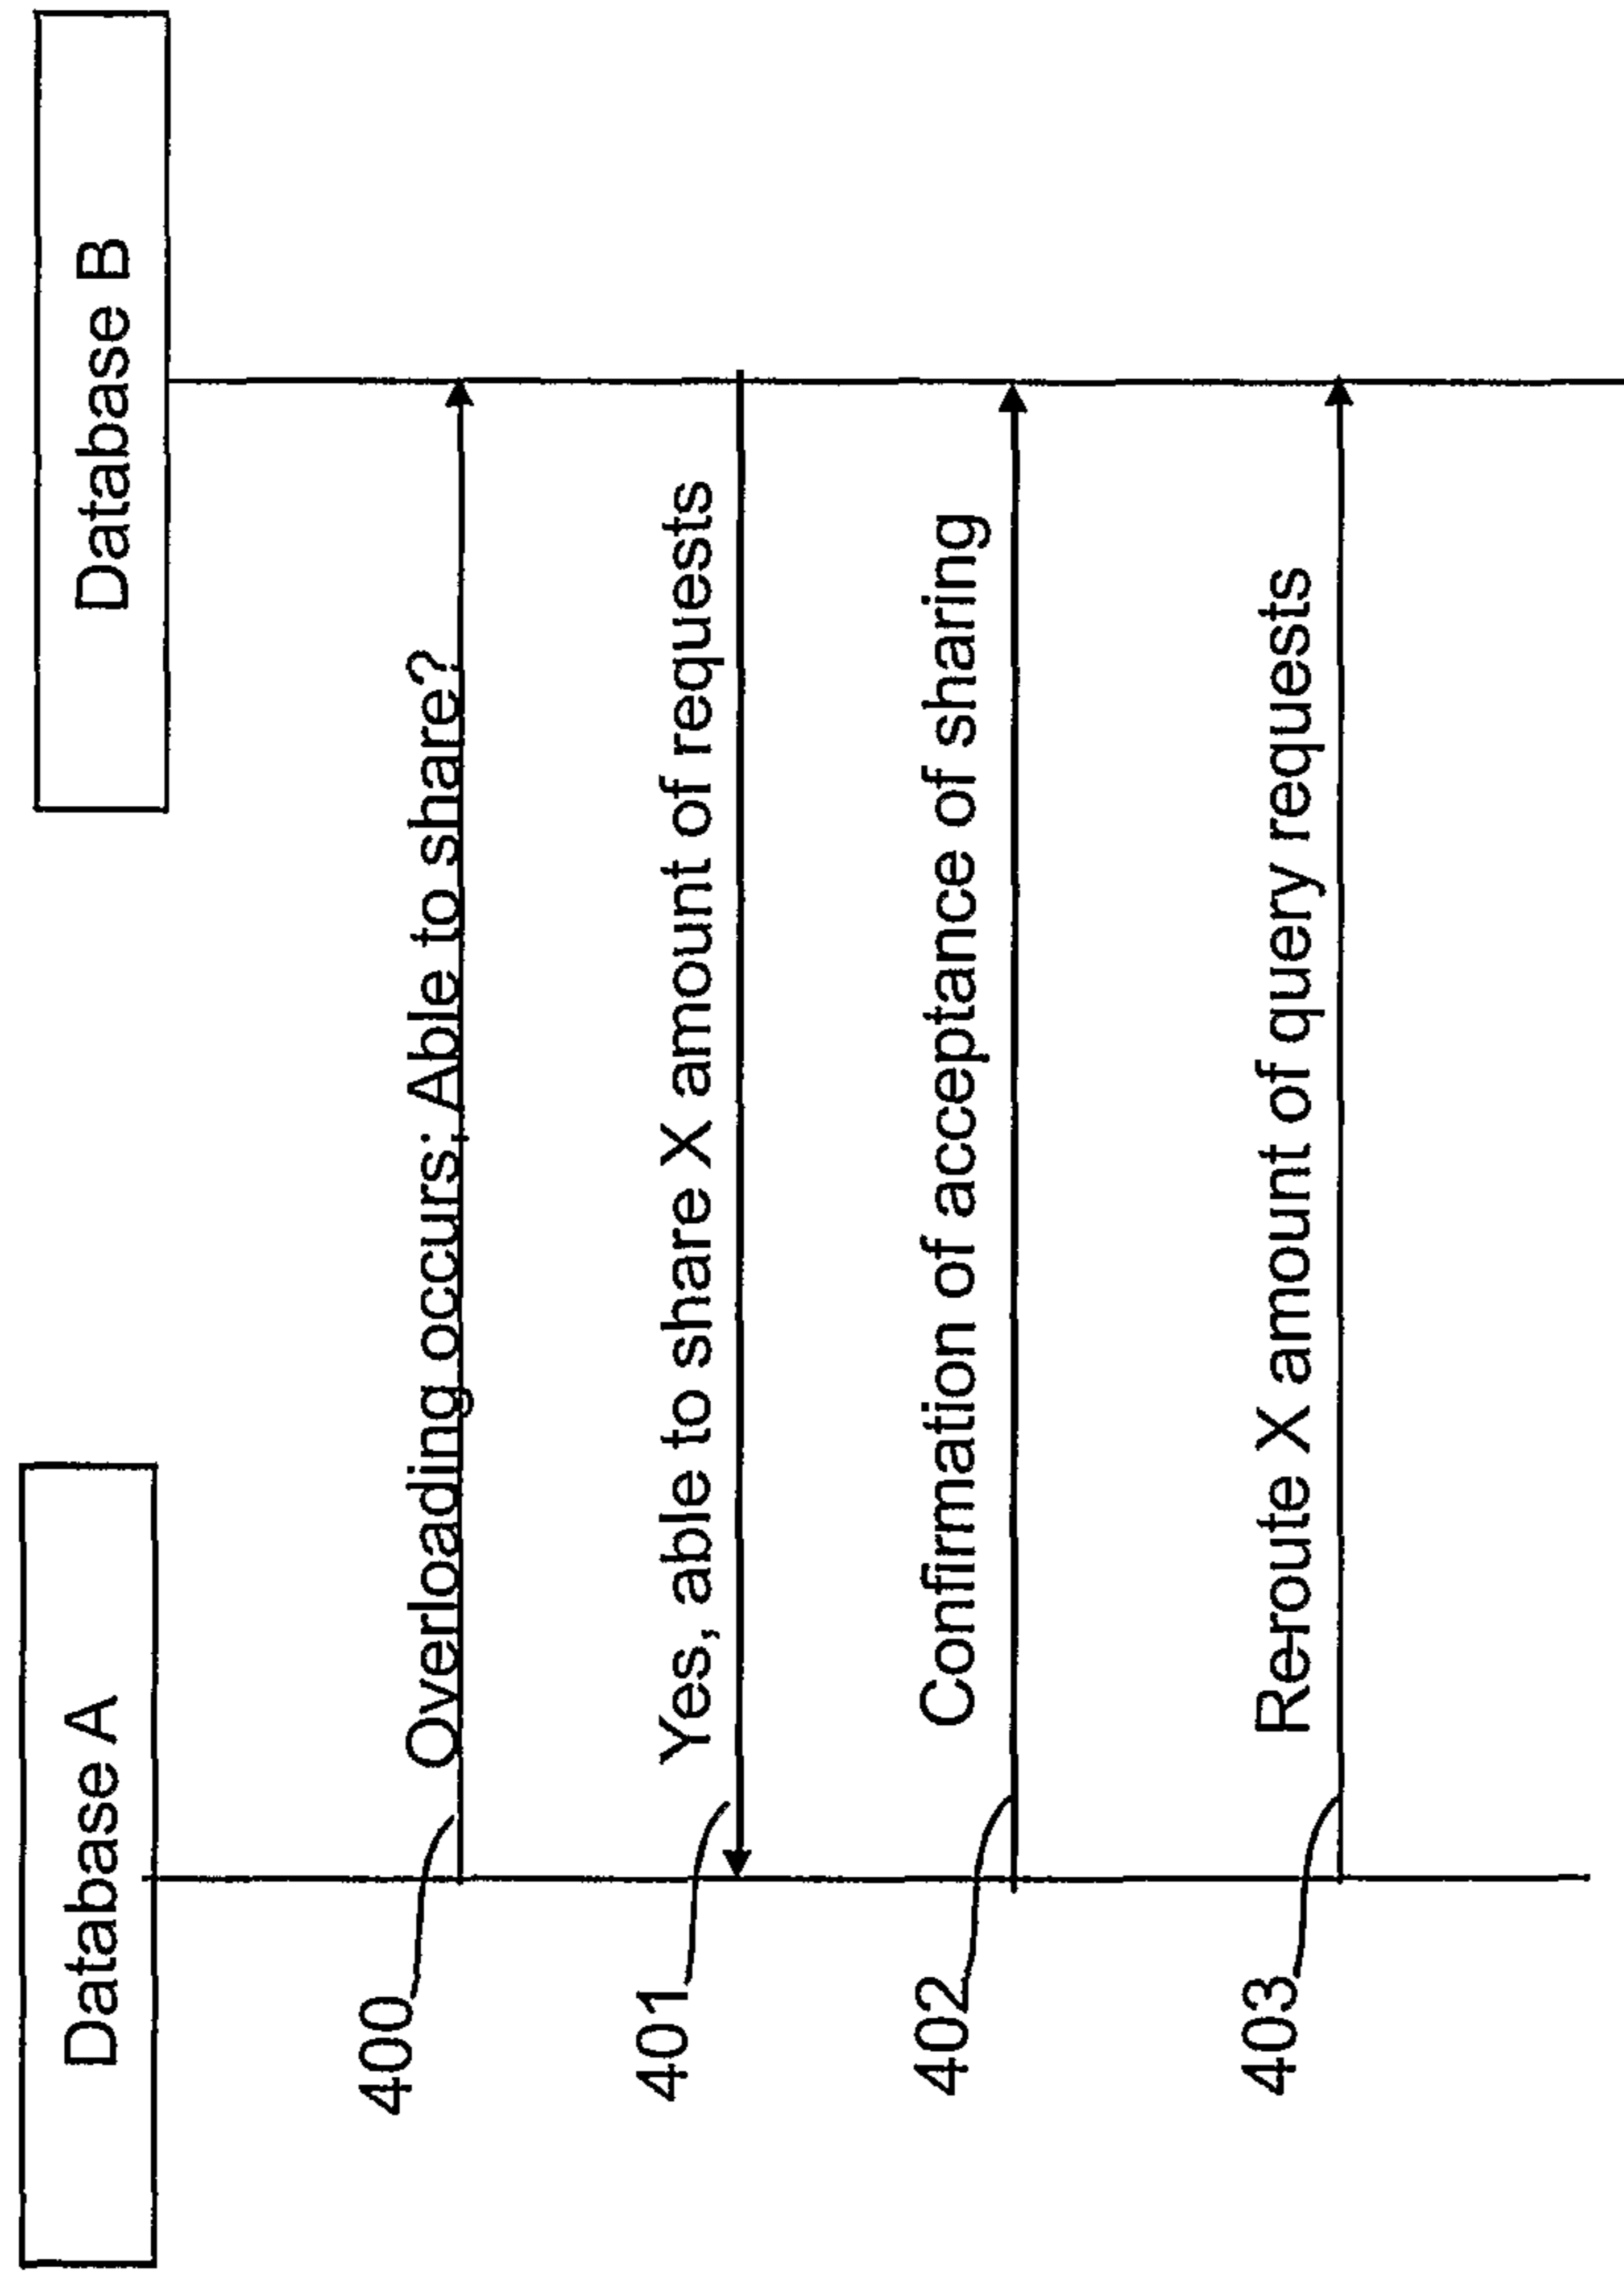 Database A
Database B
400
Overloading occurs; Able to share?
401
Yes, able to share X amount of requests
402
Confirmation of acceptance of sharing
403
Re-route X amount of query requests